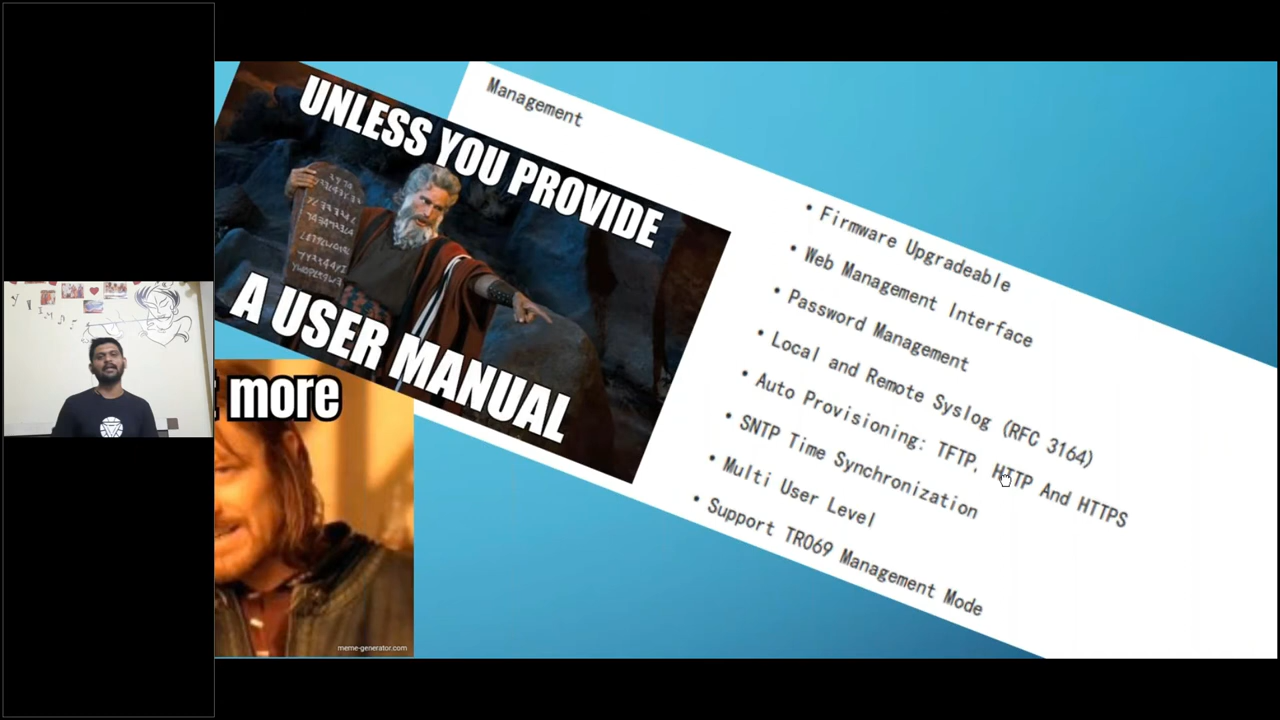 UNLESS YOU PROVIDE
A USER MANUAL
more
meme-generator.com
Management
• Firmware Upgradeable
• Web Management Interface
• Password Management
• Local and Remote Syslog (RFC 3164)
• Auto Provisioning: TFTP, HTTP And HTTPS
• SNTP Time Synchronization
• Multi User Level
• Support TR069 Management Mode